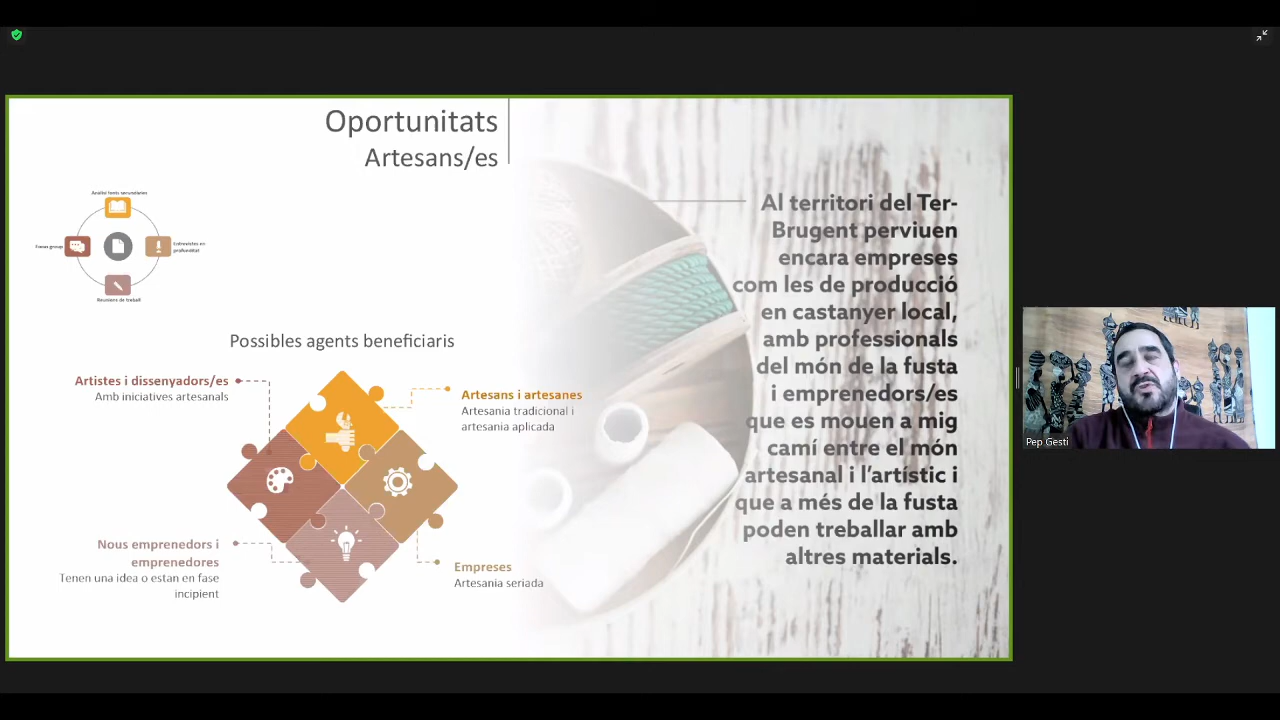 Oportunitats
Artesans/es
Anàlisi fonts secundàries
Focus group
Entrevistes en
profunditat
Reunions de treball
Possibles agents beneficiaris
Artistes i dissenyadors/es
Amb iniciatives artesanals
Artesans i artesanes
Artesania tradicional i
artesania aplicada
Nous emprenedors i
emprenedores
Tenen una idea o estan en fase
incipient
Empreses
Artesania seriada
Al territori del Ter-
Brugent perviuen
encara empreses
com les de producció
en castanyer local,
amb professionals
del món de la fusta
i emprenedors/es
que es mouen a mig
camí entre el món
artesanal i l'artístic i
que a més de la fusta
poden treballar amb
altres materials.
Pep Gesti